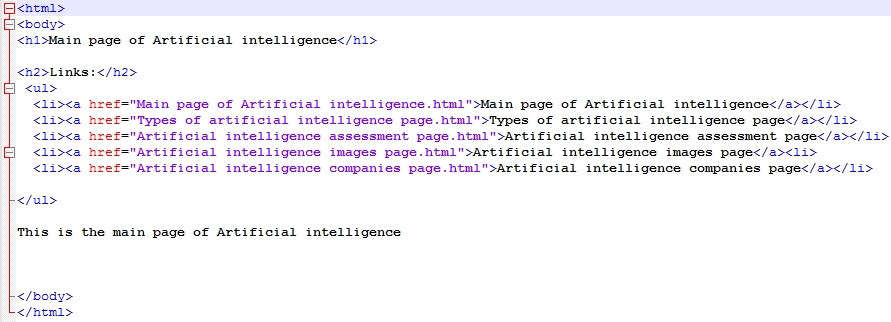 <html>
<body>
<h1>Main page of Artificial intelligence</h1>
<h2>Links:</h2>
<ul>
<li><a href="Main page of Artificial intelligence.html">Main page of Artificial intelligence</a></li>
<li><a href="Types of artificial intelligence page.html">Types of artificial intelligence page</a></li>
<li><a href="Artificial intelligence assessment page.html">Artificial intelligence assessment page</a></li>
<li><a href="Artificial intelligence images page.html">Artificial intelligence images page</a><li>
<li><a href="Artificial intelligence companies page.html">Artificial intelligence companies page</a></li>
</ul>
This is the main page of Artificial intelligence
</body>
</html>